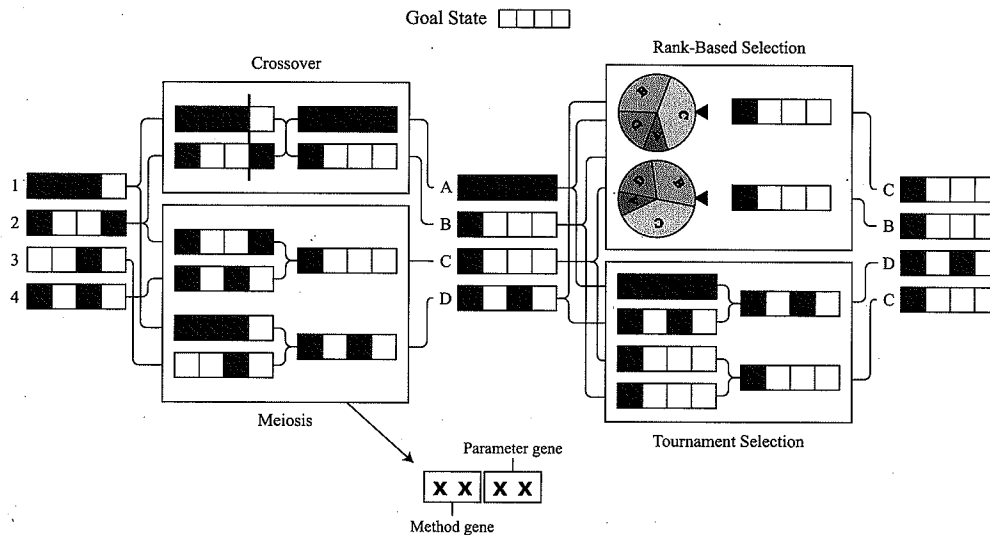 Goal State
Crossover
Rank-Based Selection
B
C
D
A
D
B
A
C
1
2
3
4
A
B
C
D
C
B
D
C
Meiosis
Tournament Selection
Parameter gene
X X X X
Method gene